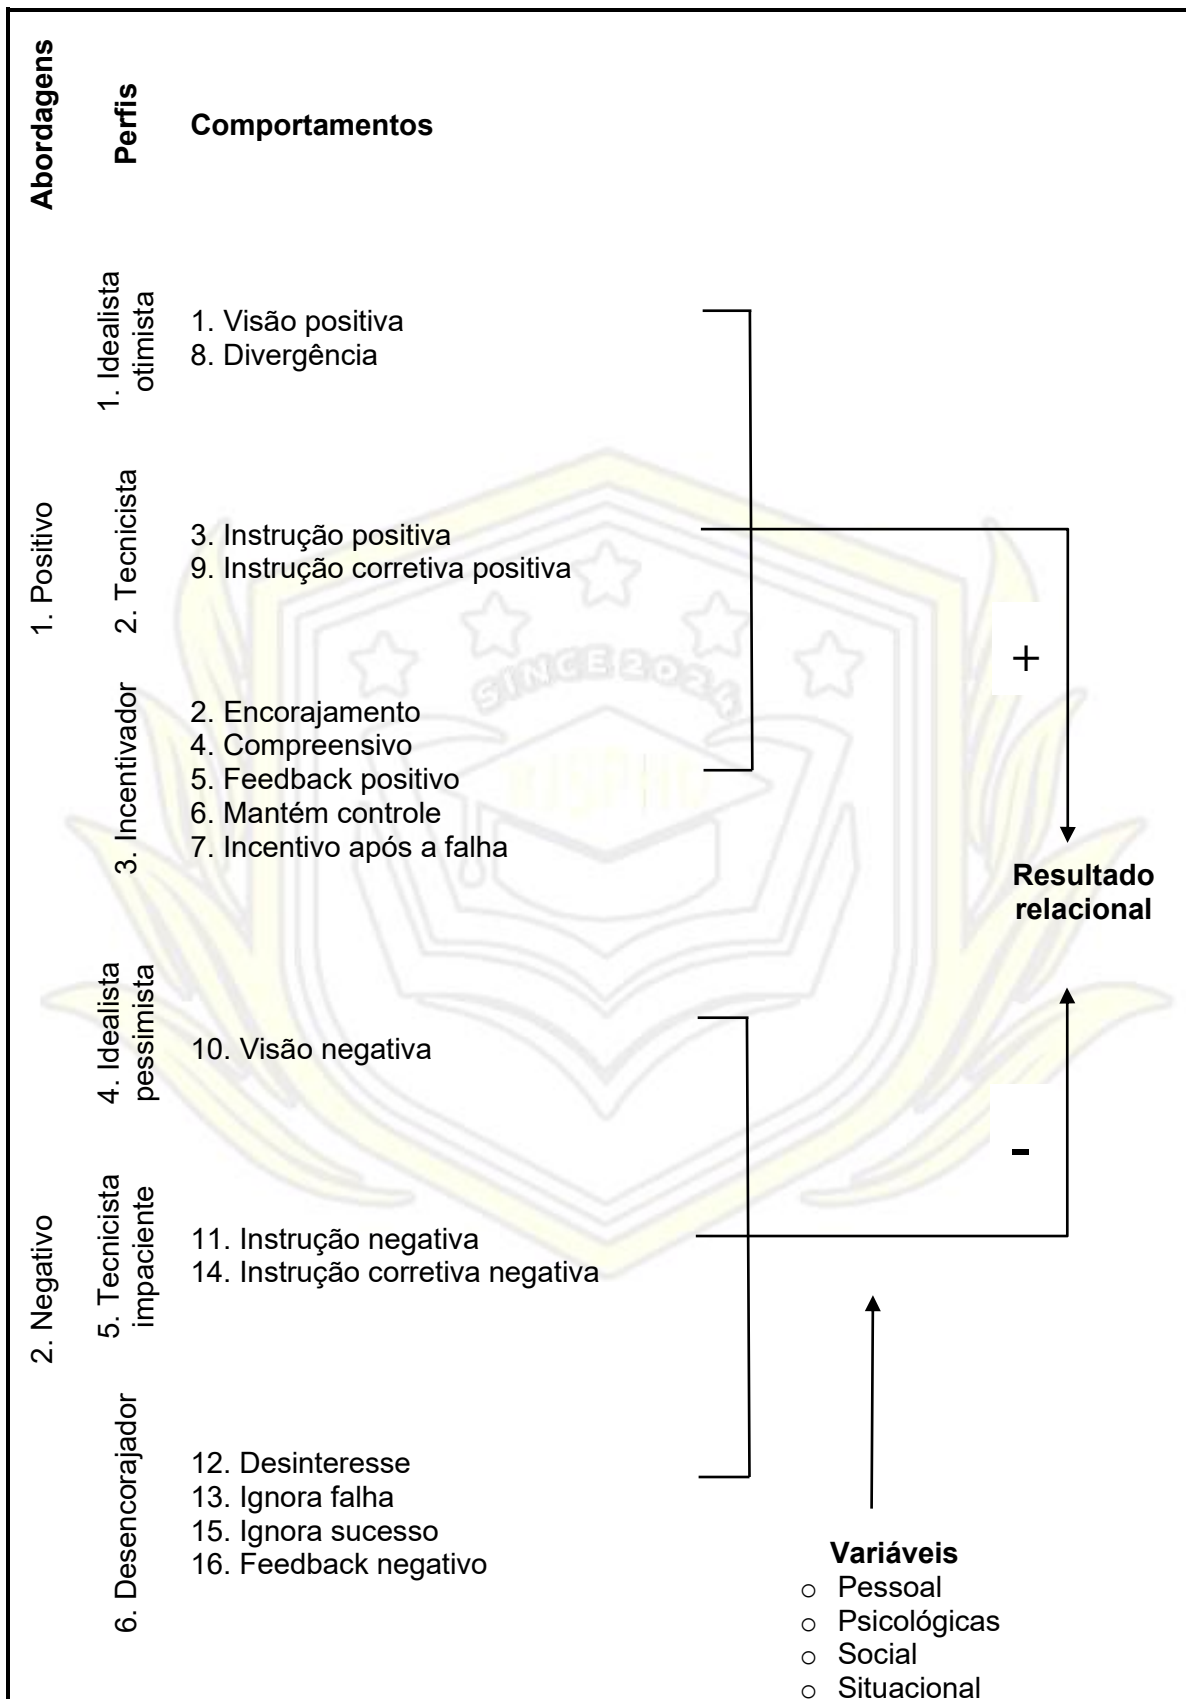 Abordagens
Perfis
Comportamentos
1. Positivo
1. Idealista
otimista
1. Visão positiva
8. Divergência
2. Tecnicista
3. Instrução positiva
9. Instrução corretiva positiva
3. Incentivador
2. Encorajamento
4. Compreensivo
5. Feedback positivo
6. Mantém controle
7. Incentivo após a falha
+
Resultado
relacional
2. Negativo
4. Idealista
pessimista
10. Visão negativa
-
5. Tecnicista
impaciente
11. Instrução negativa
14. Instrução corretiva negativa
6. Desencorajador
12. Desinteresse
13. Ignora falha
15. Ignora sucesso
16. Feedback negativo
Variáveis
o Pessoal
o Psicológicas
o Social
o Situacional
SINCE 2024